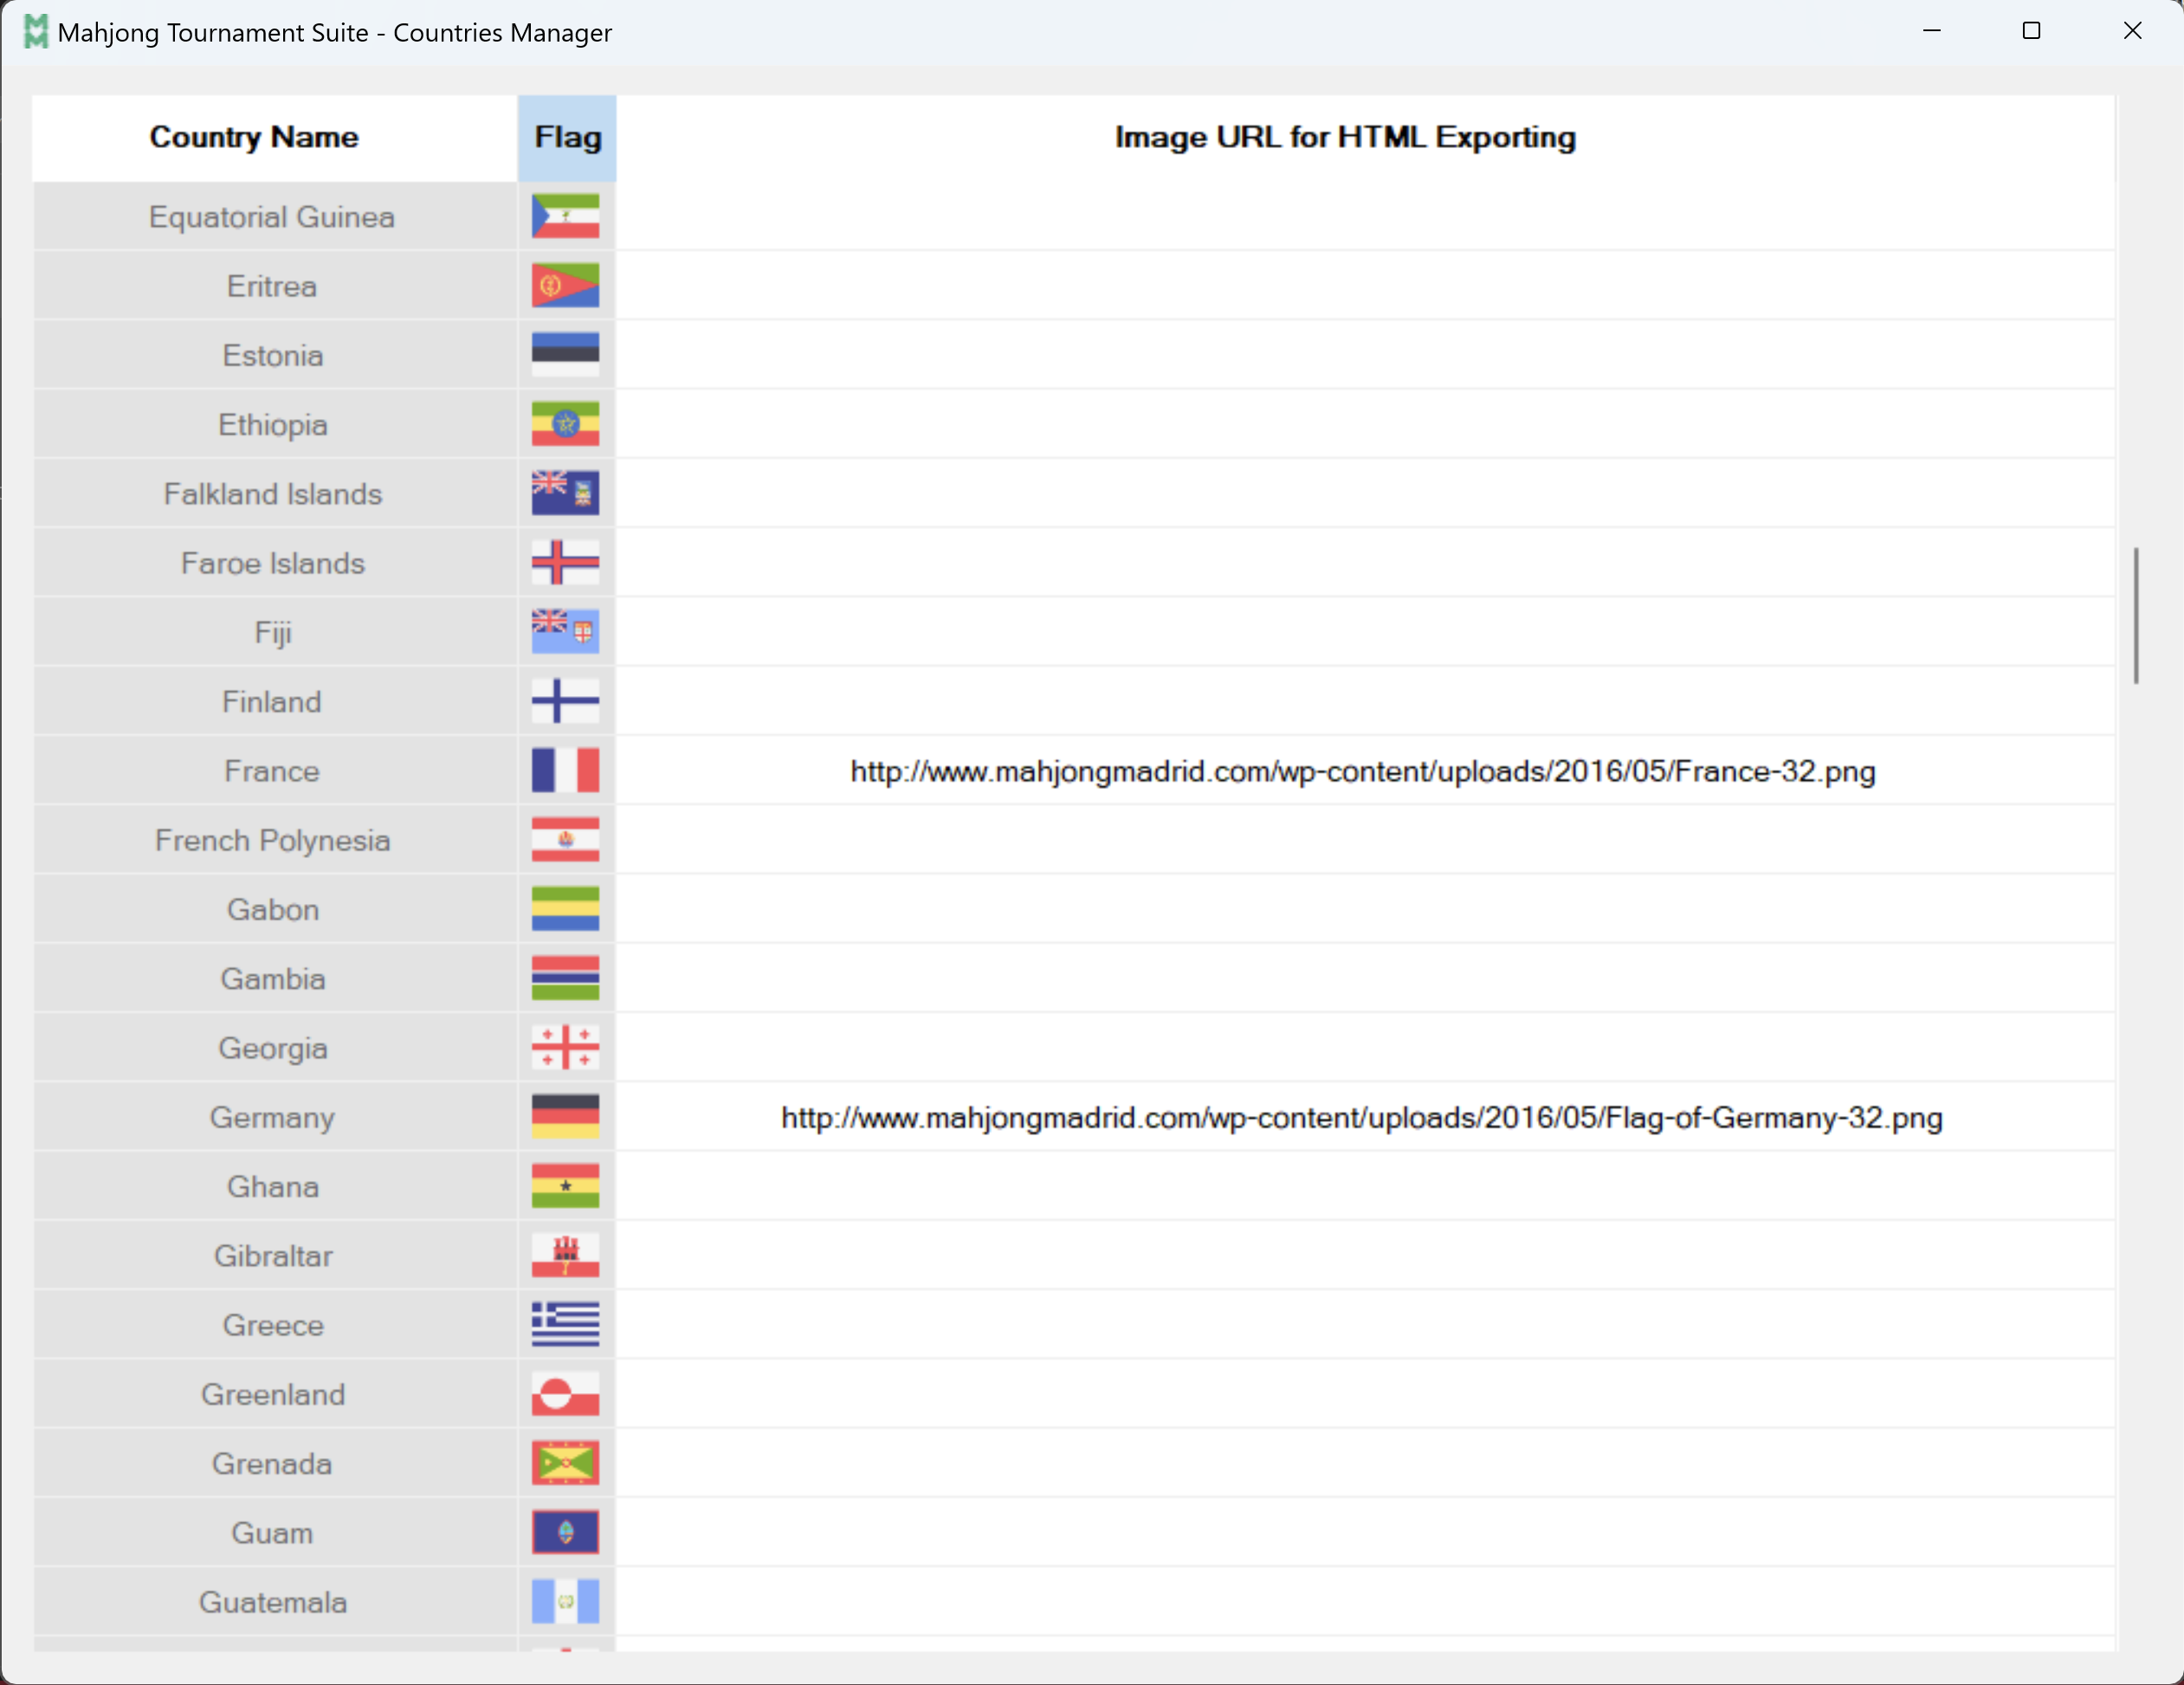 Mahjong Tournament Suite - Countries Manager
Country Name Flag Image URL for HTML Exporting
Equatorial Guinea
Eritrea
Estonia
Ethiopia
Falkland Islands
Faroe Islands
Fiji
Finland
France http://www.mahjongmadrid.com/wp-content/uploads/2016/05/France-32.png
French Polynesia
Gabon
Gambia
Georgia
Germany http://www.mahjongmadrid.com/wp-content/uploads/2016/05/Flag-of-Germany-32.png
Ghana
Gibraltar
Greece
Greenland
Grenada
Guam
Guatemala